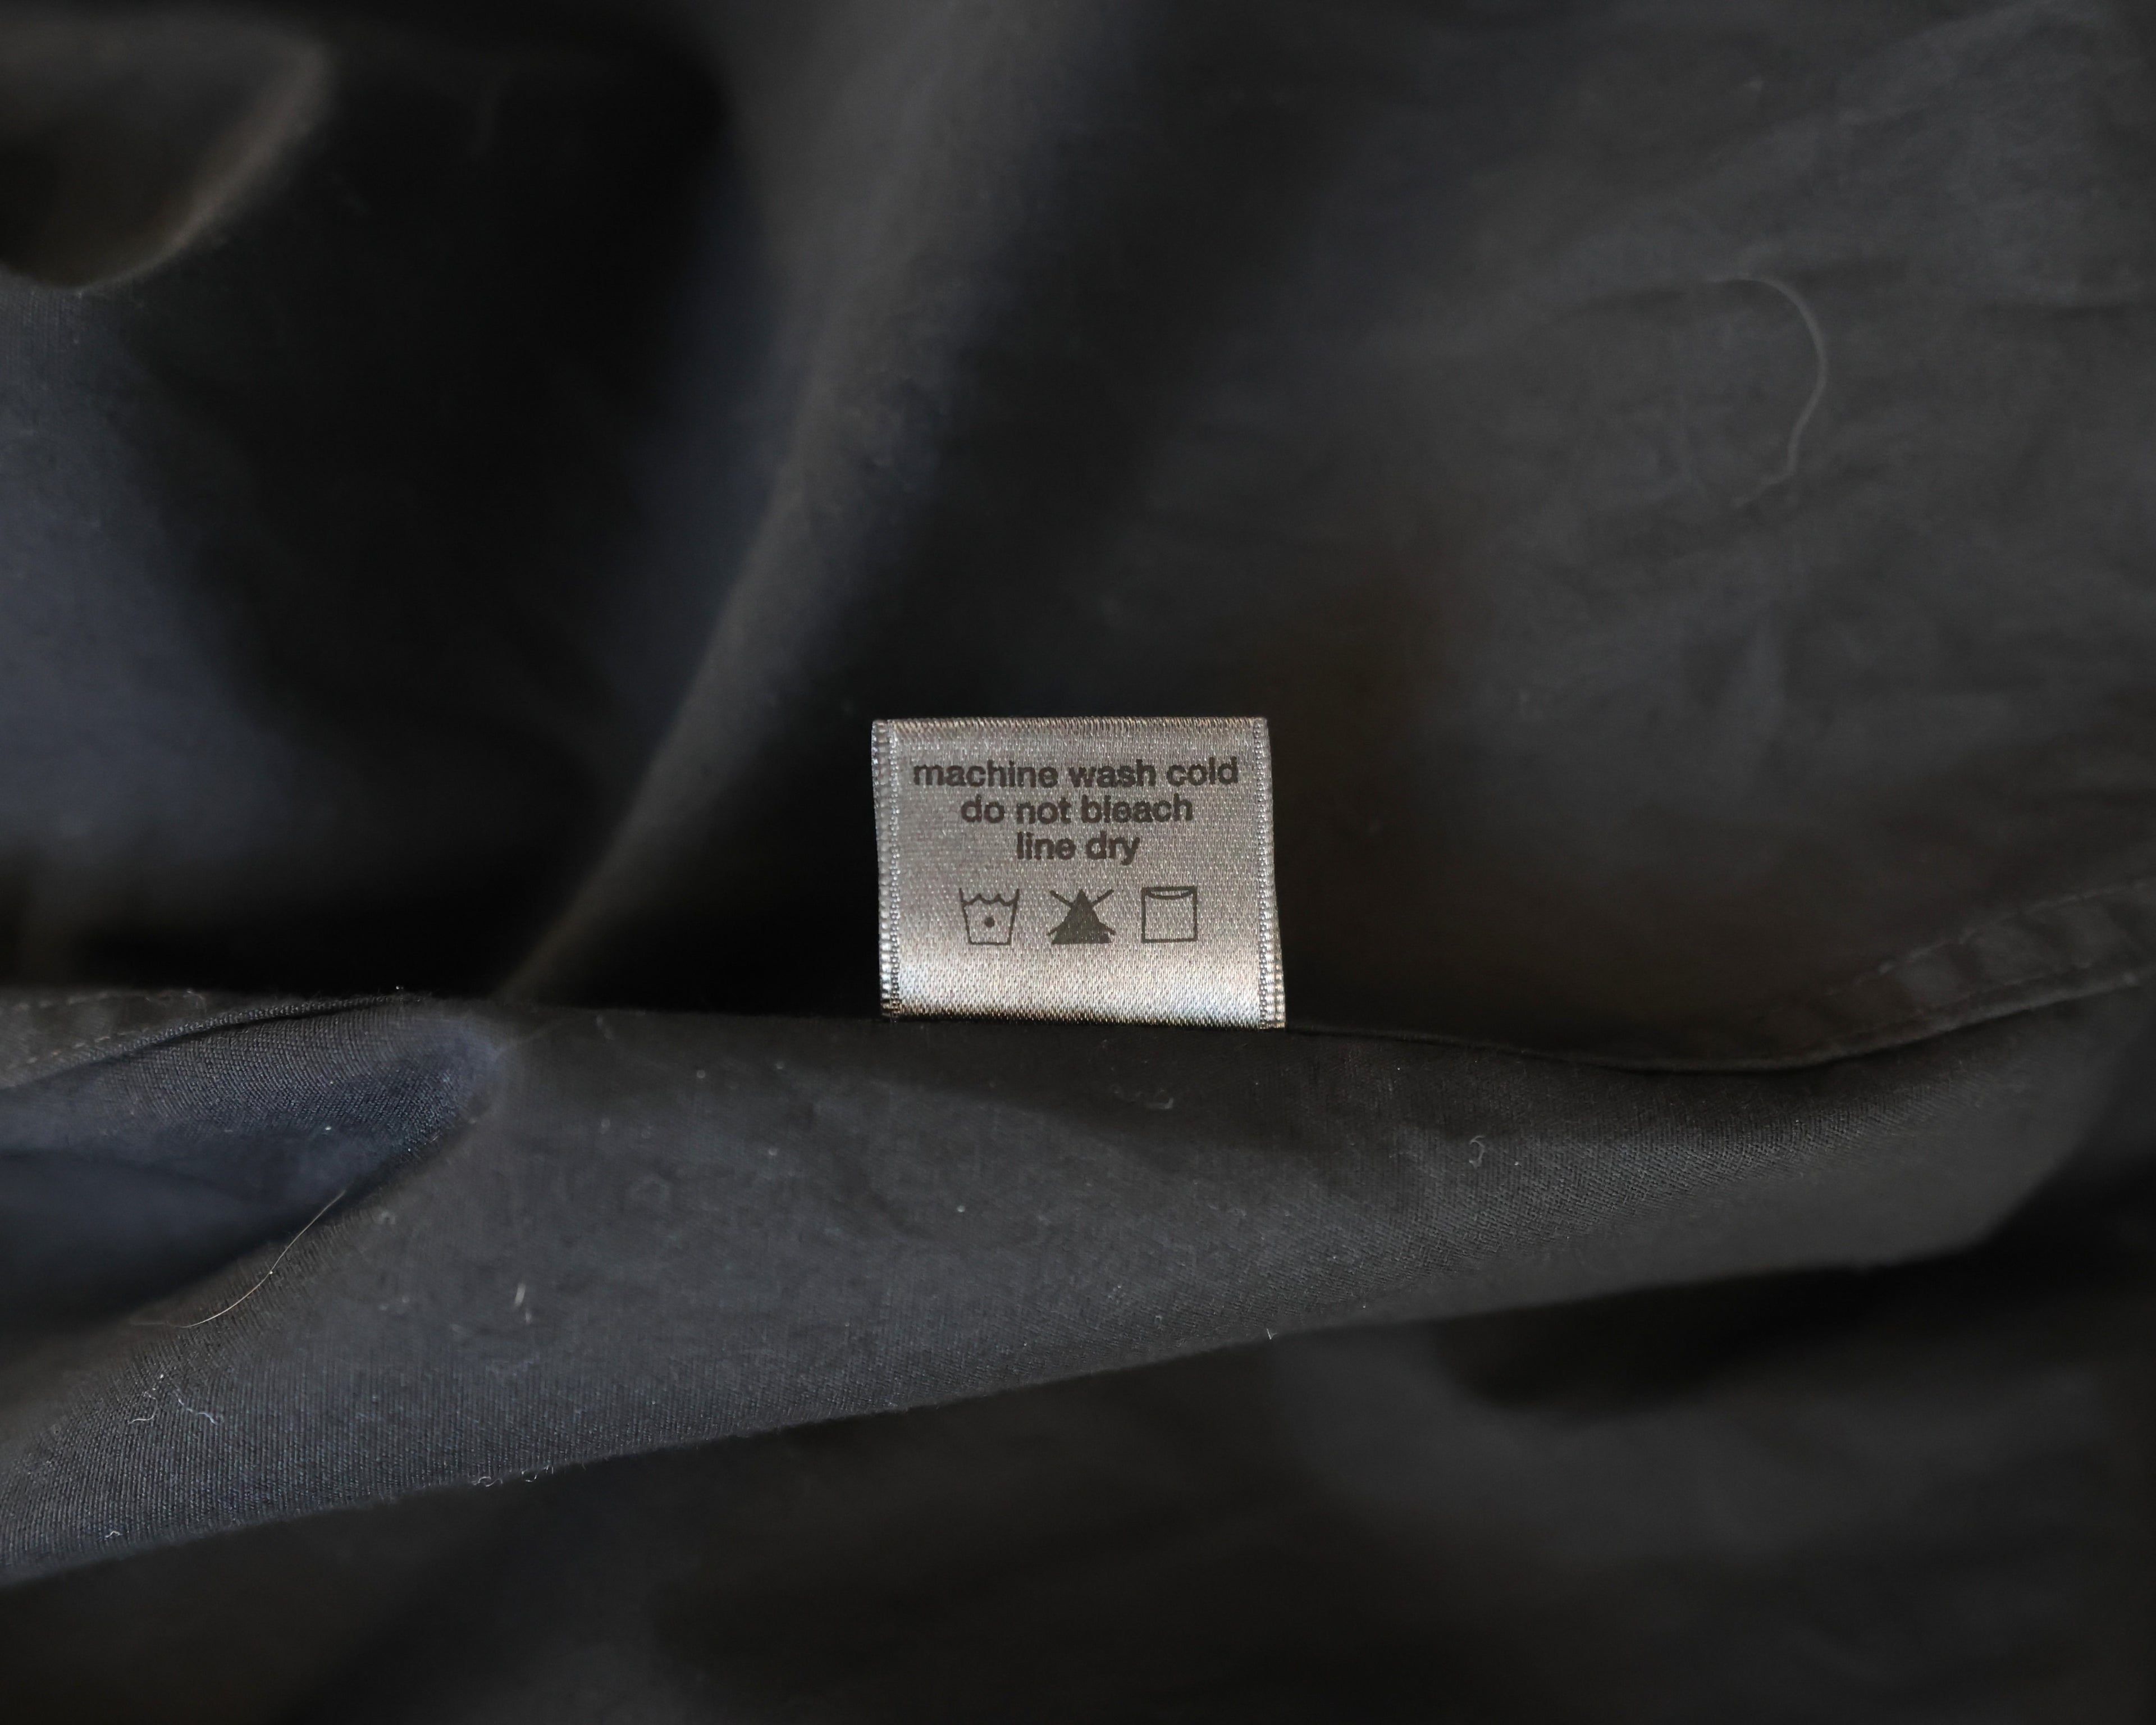 machine wash cold
do not bleach
line dry